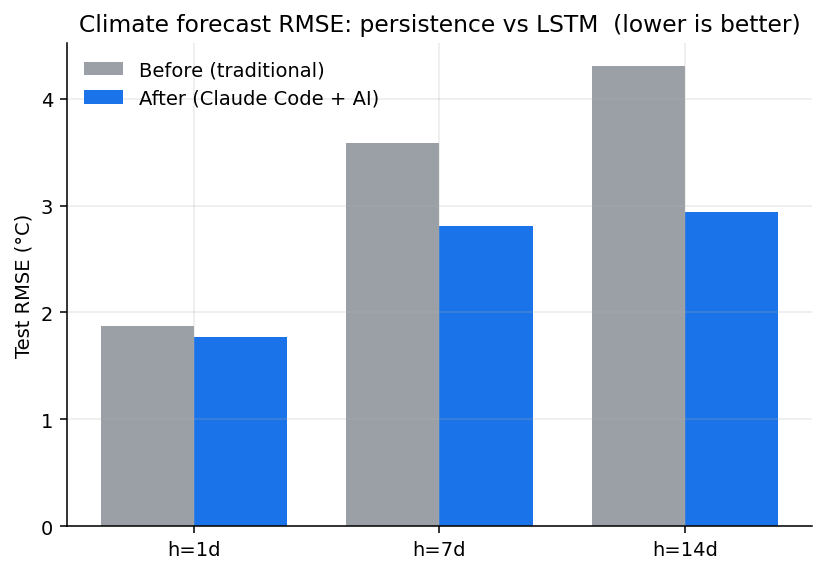 Climate forecast RMSE: persistence vs LSTM  (lower is better)
Before (traditional)
After (Claude Code + AI)
Test RMSE (°C)
4
3
2
1
0
h=1d
h=7d
h=14d